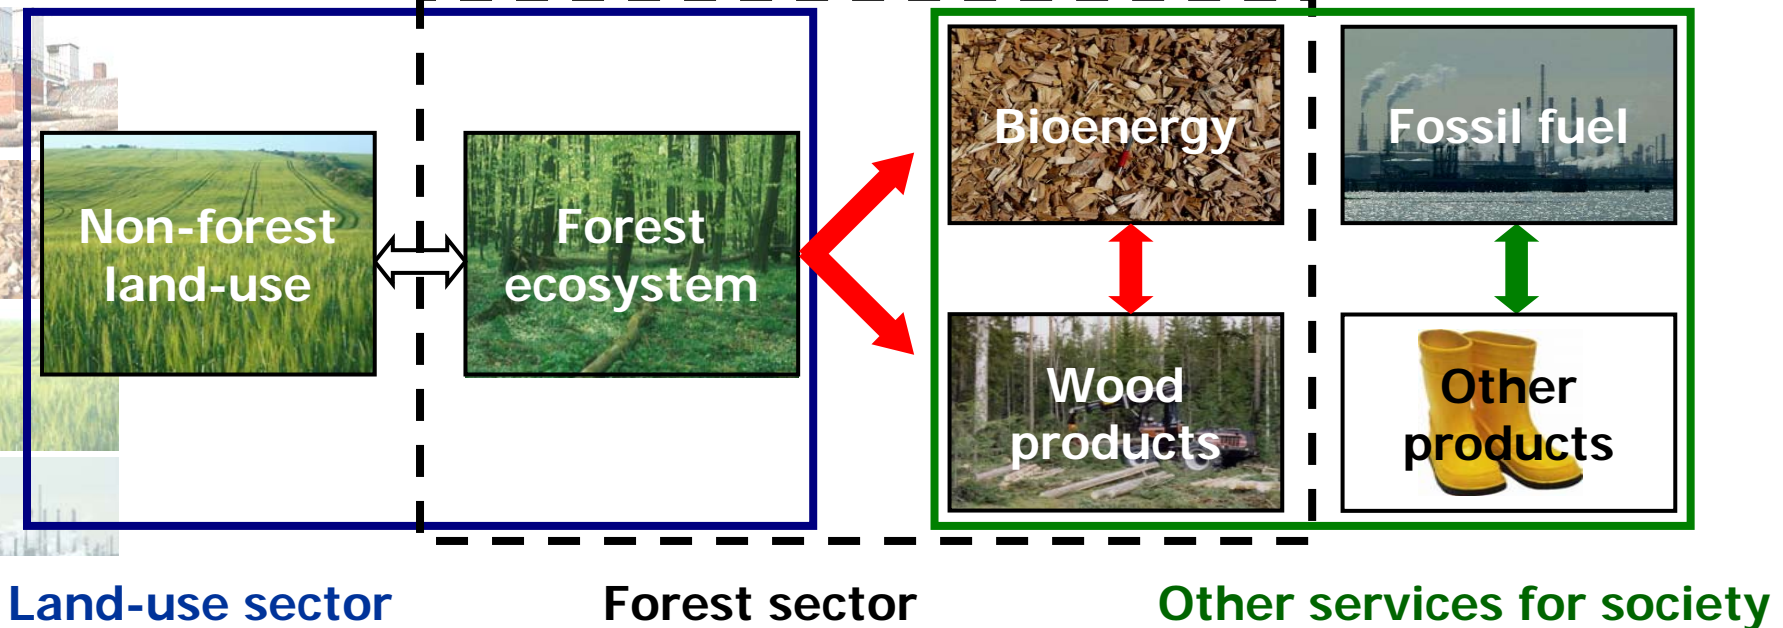 Bioenergy
Fossil fuel
Non-forest
land-use
Forest
ecosystem
Wood
products
Other
products
Land-use sector
Forest sector
Other services for society